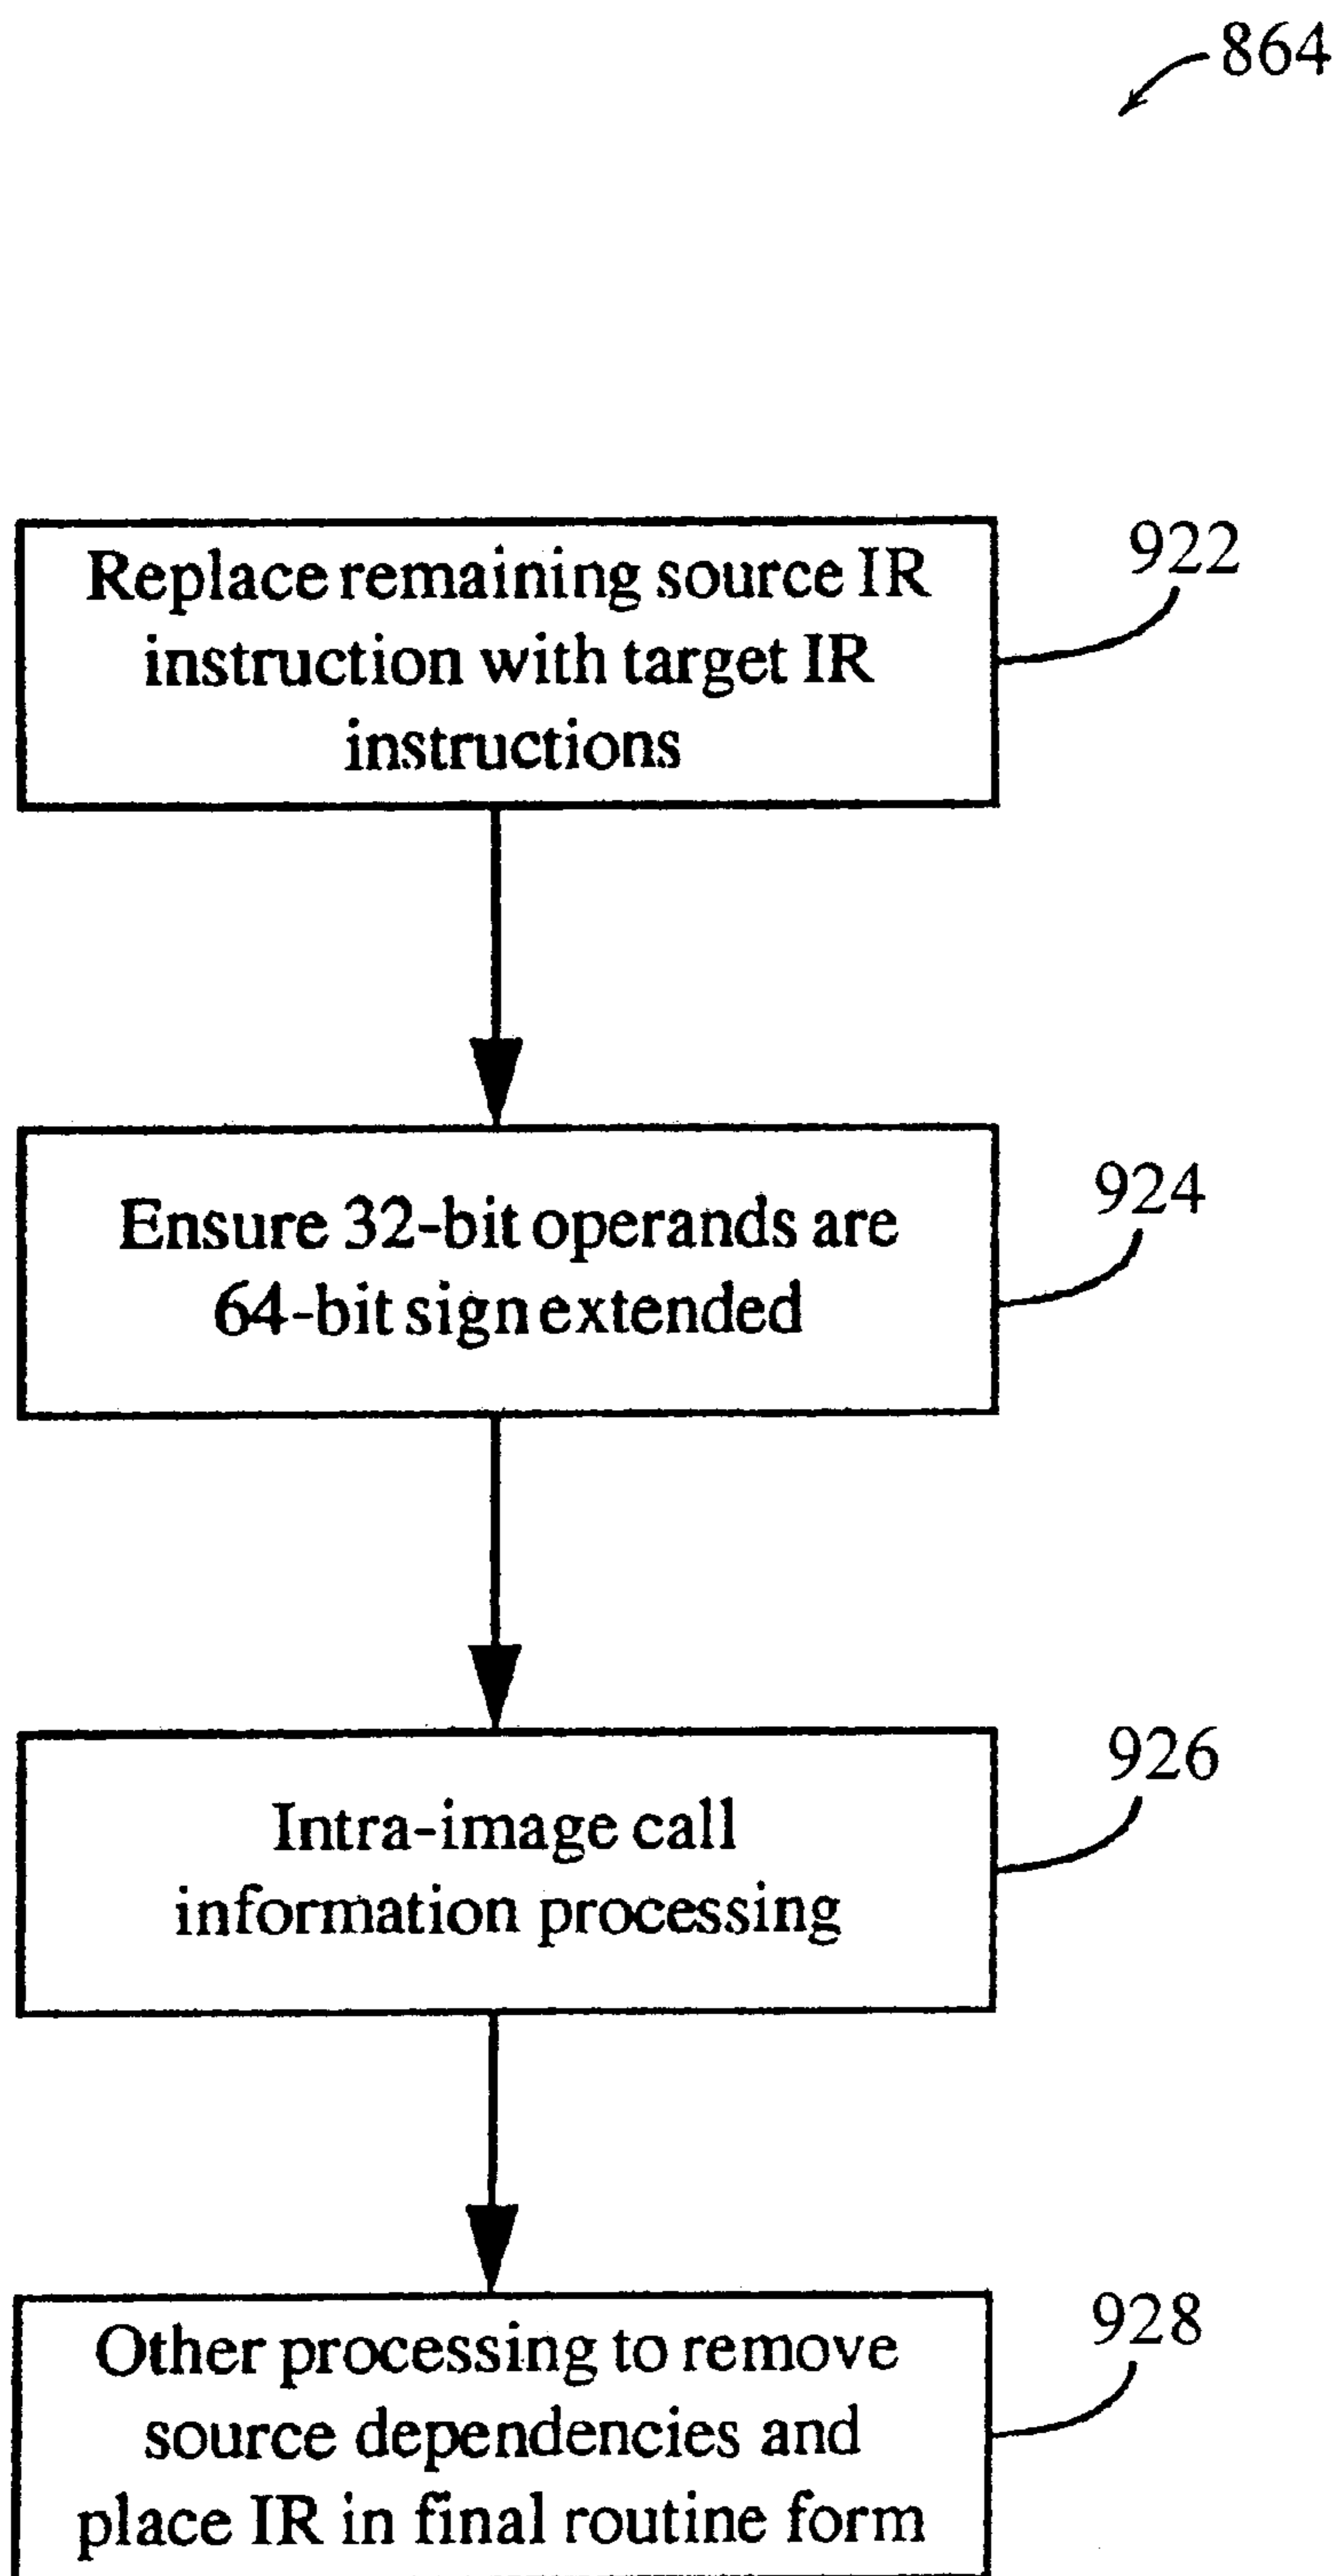 864
Replace remaining source IR
instruction with target IR
instructions
922
Ensure 32-bit operands are
64-bit sign extended
924
Intra-image call
information processing
926
Other processing to remove
source dependencies and
place IR in final routine form
928